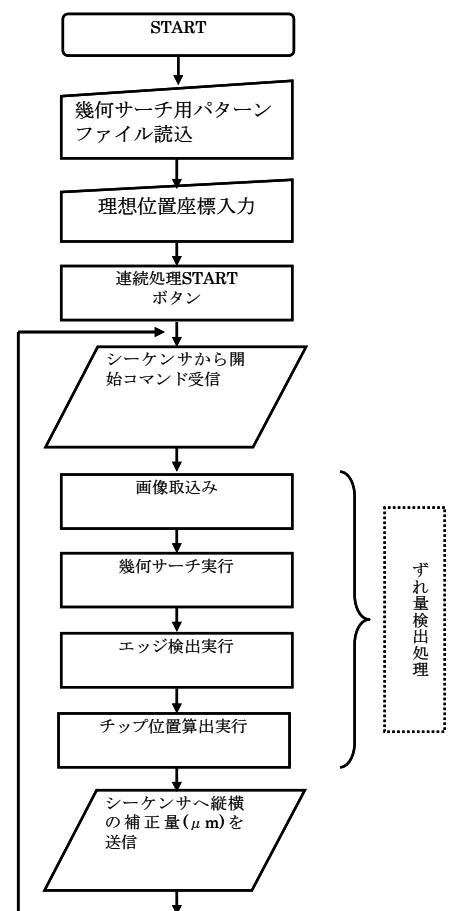 START
幾何サーチ用パターン
ファイル読込
理想位置座標入力
連続処理START
ボタン
シーケンサから開
始コマンド受信
画像取込み
幾何サーチ実行
エッジ検出実行
チップ位置算出実行
ずれ量検出処理
シーケンサへ縦横
の補正量(μm)を
送信